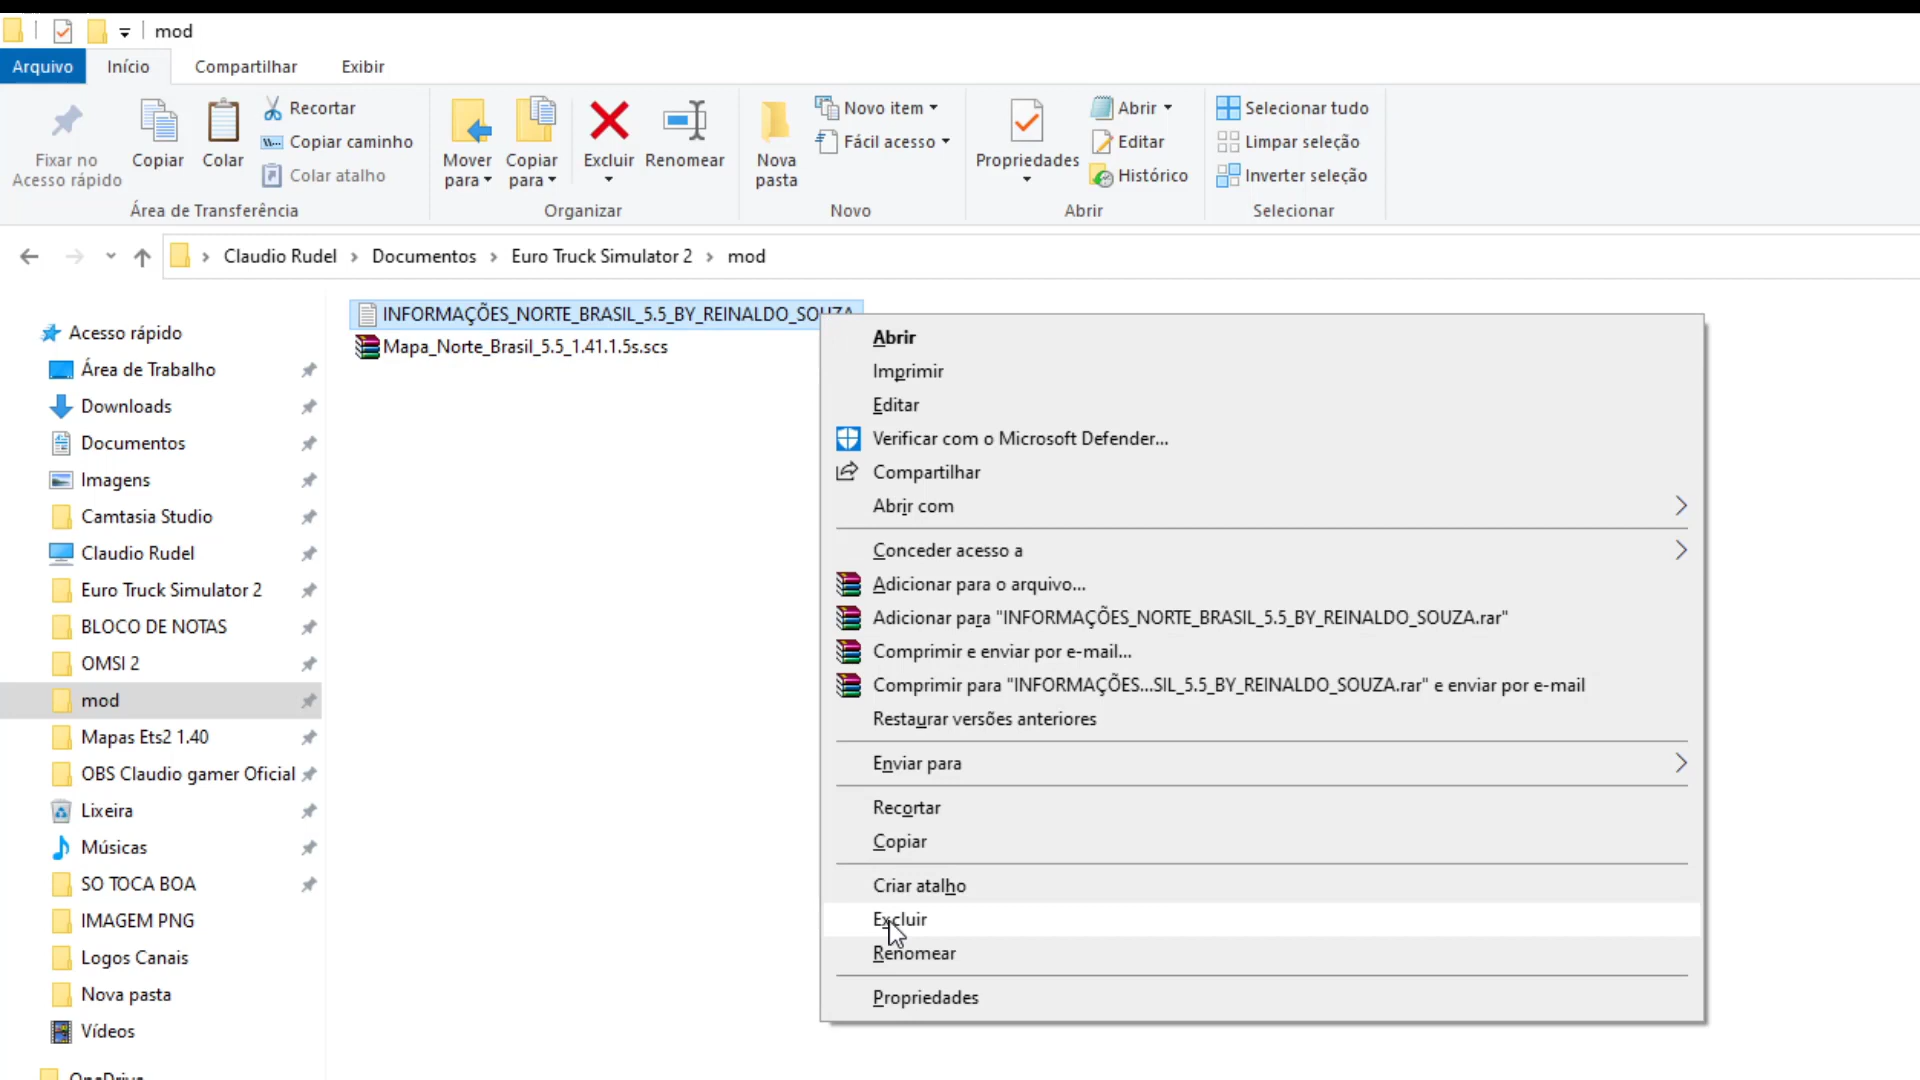 mod
Arquivo Início Compartilhar Exibir
Fixar no Acesso rápido
Copiar
Colar
Recortar
Copiar caminho
Colar atalho
Área de Transferência
Mover para
Copiar para
Excluir
Renomear
Organizar
Nova pasta
Novo item
Fácil acesso
Novo
Propriedades
Abrir
Editar
Histórico
Abrir
Selecionar tudo
Limpar seleção
Inverter seleção
Selecionar
Claudio Rudel › Documentos › Euro Truck Simulator 2 › mod
Acesso rápido
Área de Trabalho
Downloads
Documentos
Imagens
Camtasia Studio
Claudio Rudel
Euro Truck Simulator 2
BLOCO DE NOTAS
OMSI 2
mod
Mapas Ets2 1.40
OBS Claudio gamer Oficial
Lixeira
Músicas
SO TOCA BOA
IMAGEM PNG
Logos Canais
Nova pasta
Vídeos
OneDrive
INFORMAÇÕES_NORTE_BRASIL_5.5_BY_REINALDO_SOUZA
Mapa_Norte_Brasil_5.5_1.41.1.5s.scs
Abrir
Imprimir
Editar
Verificar com o Microsoft Defender...
Compartilhar
Abrir com
Conceder acesso a
Adicionar para o arquivo...
Adicionar para "INFORMAÇÕES_NORTE_BRASIL_5.5_BY_REINALDO_SOUZA.rar"
Comprimir e enviar por e-mail...
Comprimir para "INFORMAÇÕES...SIL_5.5_BY_REINALDO_SOUZA.rar" e enviar por e-mail
Restaurar versões anteriores
Enviar para
Recortar
Copiar
Criar atalho
Excluir
Renomear
Propriedades